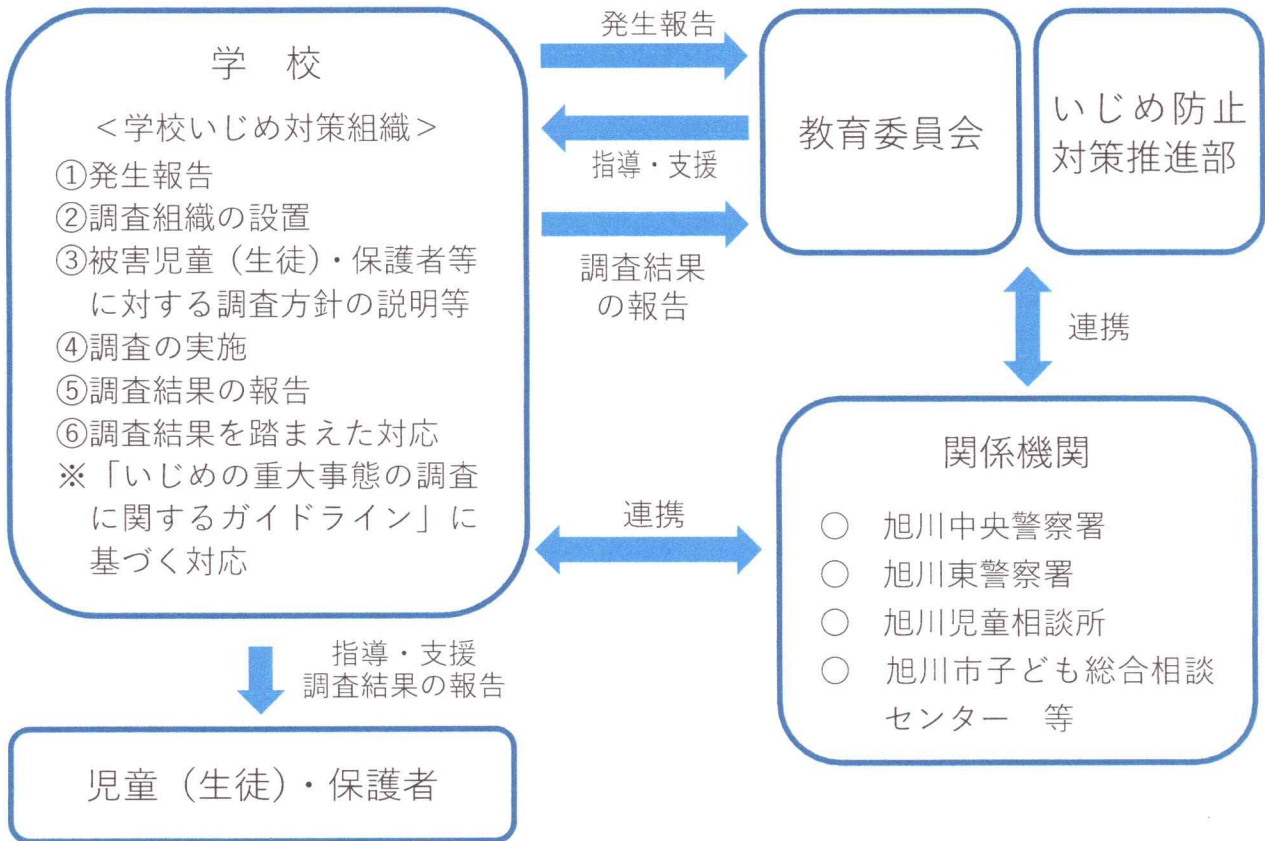 学　校
＜学校いじめ対策組織＞
①発生報告
②調査組織の設置
③被害児童（生徒）・保護者等
に対する調査方針の説明等
④調査の実施
⑤調査結果の報告
⑥調査結果を踏まえた対応
※「いじめの重大事態の調査
に関するガイドライン」に
基づく対応
発生報告
指導・支援
調査結果
の報告
教育委員会
いじめ防止
対策推進部
連携
連携
関係機関
○　旭川中央警察署
○　旭川東警察署
○　旭川児童相談所
○　旭川市子ども総合相談
センター　等
指導・支援
調査結果の報告
児童（生徒）・保護者